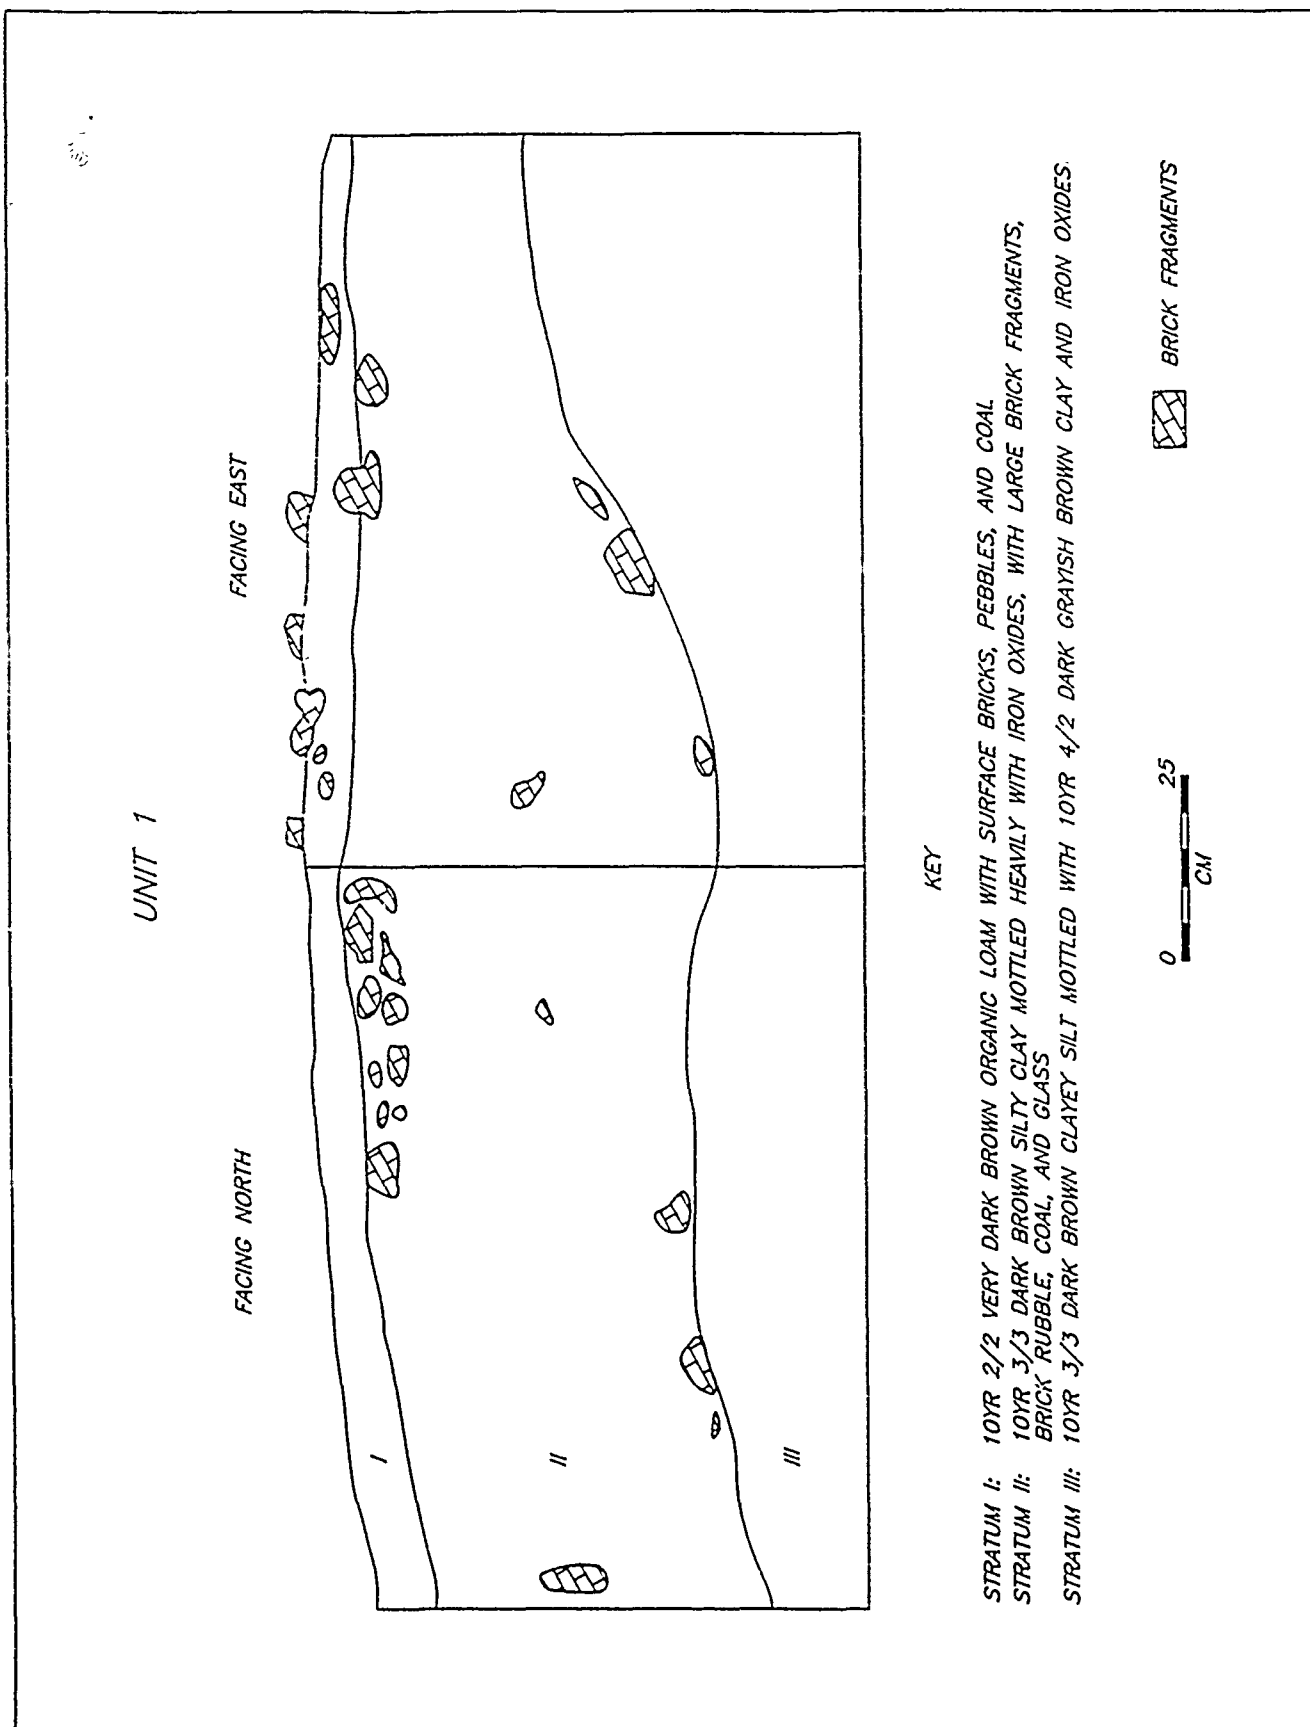 UNIT 1
FACING NORTH
FACING EAST
I
II
III
KEY
STRATUM I: 10YR 2/2 VERY DARK BROWN ORGANIC LOAM WITH SURFACE BRICKS, PEBBLES, AND COAL
STRATUM II: 10YR 3/3 DARK BROWN SILTY CLAY MOTTLED HEAVILY WITH IRON OXIDES, WITH LARGE BRICK FRAGMENTS,
BRICK RUBBLE, COAL, AND GLASS
STRATUM III: 10YR 3/3 DARK BROWN CLAYEY SILT MOTTLED WITH 10YR 4/2 DARK GRAYISH BROWN CLAY AND IRON OXIDES.
0 25
CM
BRICK FRAGMENTS